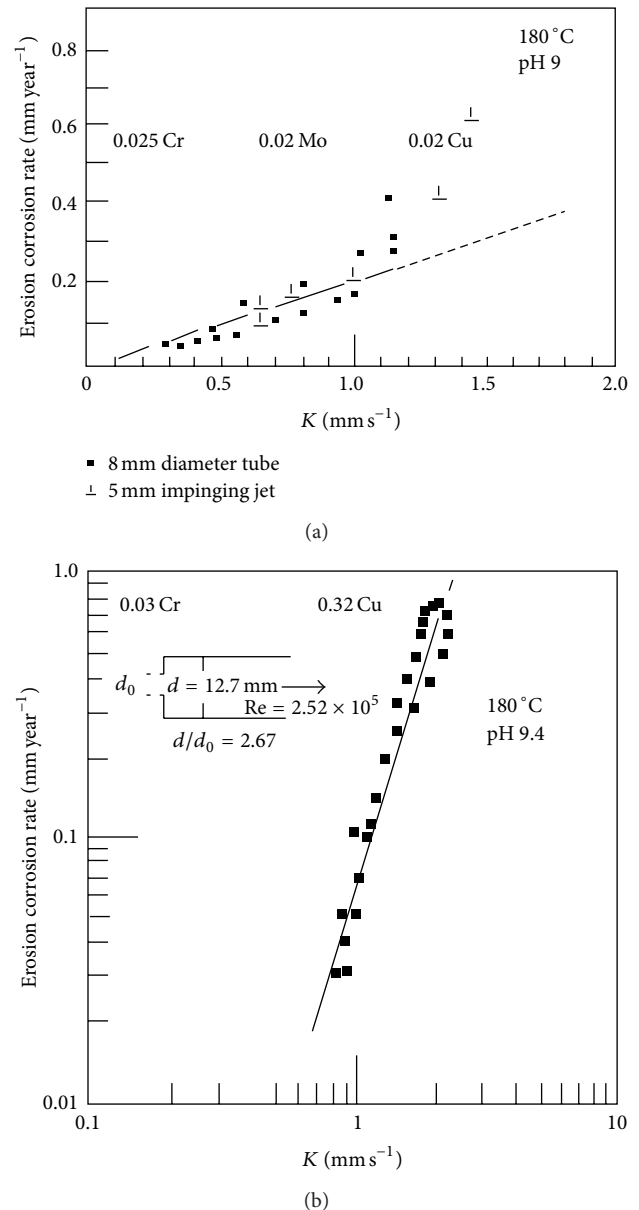 0.8
0.6
0.4
0.2
Erosion corrosion rate (mm year⁻¹)
180 °C
pH 9
0.025 Cr
0.02 Mo
0.02 Cu
0
0.5
1.0
1.5
2.0
K (mm s⁻¹)
8 mm diameter tube
5 mm impinging jet
(a)
1.0
0.1
0.01
Erosion corrosion rate (mm year⁻¹)
0.03 Cr
0.32 Cu
d₀
d = 12.7 mm
Re = 2.52 × 10⁵
d/d₀ = 2.67
180 °C
pH 9.4
0.1
1
10
K (mm s⁻¹)
(b)